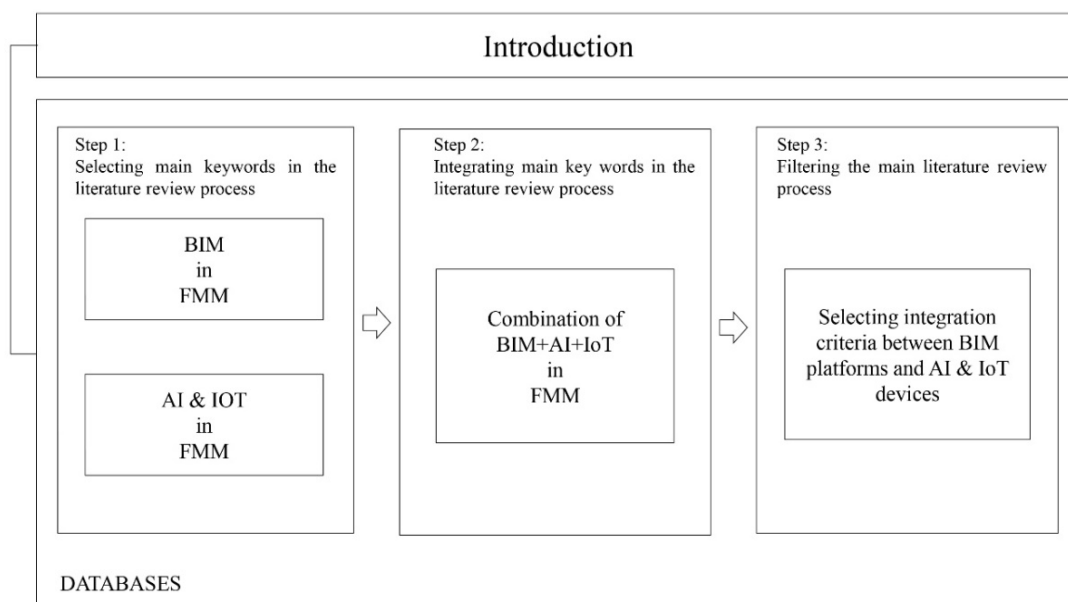 Introduction
Step 1:
Selecting main keywords in the
literature review process
BIM
in
FMM
AI & IOT
in
FMM
Step 2:
Integrating main key words in the
literature review process
Combination of
BIM+AI+IoT
in
FMM
Step 3:
Filtering the main literature review
process
Selecting integration
criteria between BIM
platforms and AI & IoT
devices
DATABASES